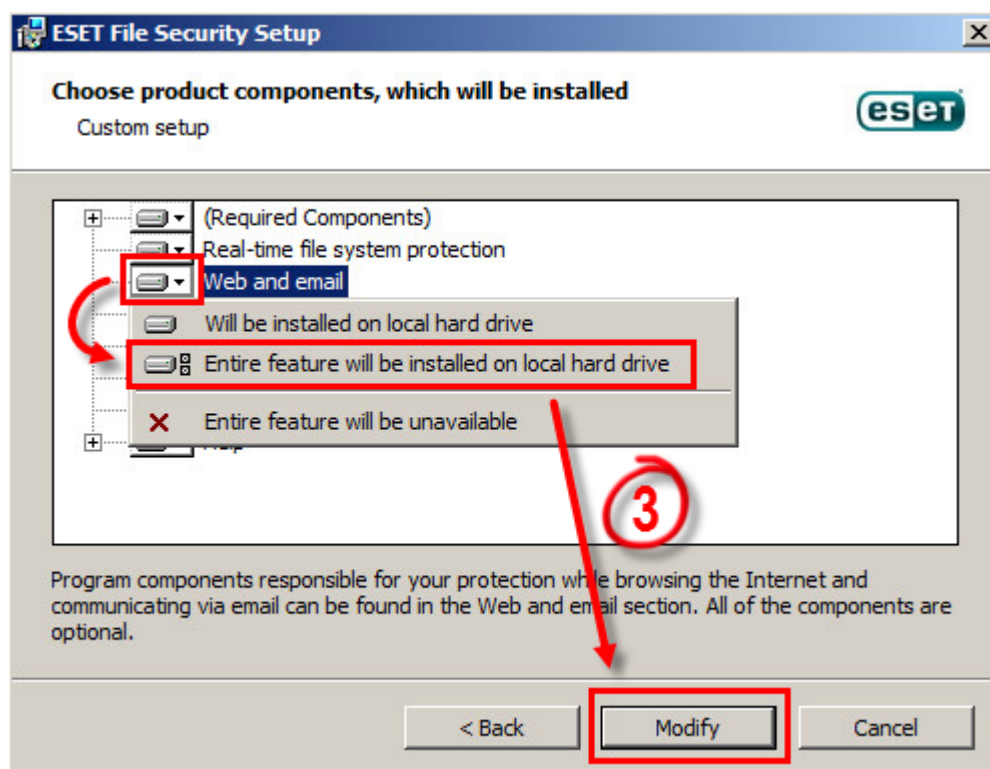 ESET File Security Setup
Choose product components, which will be installed
Custom setup
eset
(Required Components)
Real-time file system protection
Web and email
Will be installed on local hard drive
Entire feature will be installed on local hard drive
Entire feature will be unavailable
3
Program components responsible for your protection while browsing the Internet and
communicating via email can be found in the Web and email section. All of the components are
optional.
< Back
Modify
Cancel